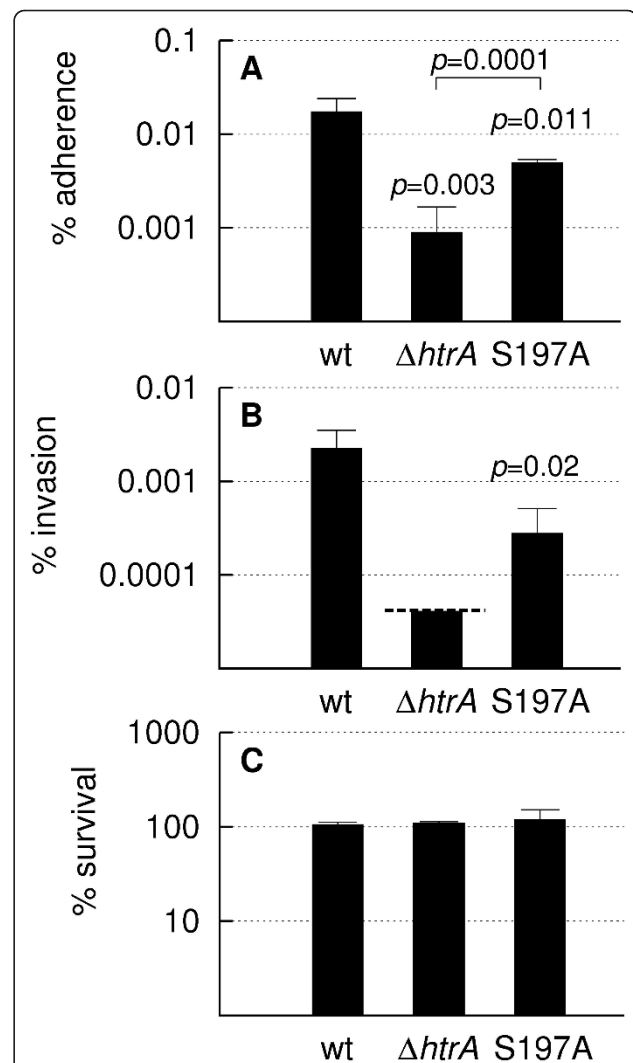 0.1
A
p=0.0001
0.01
p=0.011
p=0.003
0.001
% adherence
wt ΔhtrA S197A
0.01
B
0.001
p=0.02
0.0001
% invasion
wt ΔhtrA S197A
1000
C
100
10
% survival
wt ΔhtrA S197A